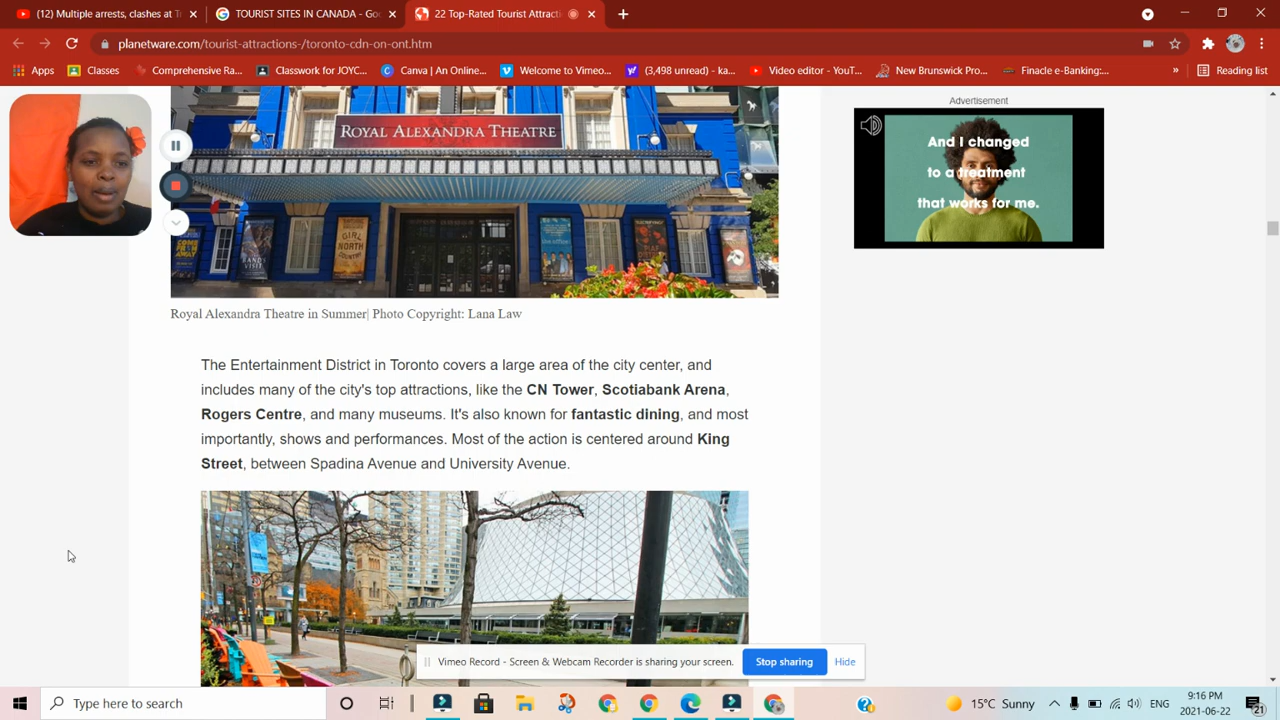 (12) Multiple arrests, clashes at T
TOURIST SITES IN CANADA - Goo
22 Top-Rated Tourist Attracti
planetware.com/tourist-attractions-/toronto-cdn-on-ont.htm
Apps
Classes
Comprehensive Ra...
Classwork for JOYC...
Canva | An Online...
Welcome to Vimeo...
(3,498 unread) - ka...
Video editor - YouT...
New Brunswick Pro...
Finacle e-Banking:...
»
Reading list
ROYAL ALEXANDRA THEATRE
GIRL
NORTH
COUNTRY
Advertisement
And I changed
to a treatment
that works for me.
Royal Alexandra Theatre in Summer| Photo Copyright: Lana Law
The Entertainment District in Toronto covers a large area of the city center, and
includes many of the city's top attractions, like the CN Tower, Scotiabank Arena,
Rogers Centre, and many museums. It's also known for fantastic dining, and most
importantly, shows and performances. Most of the action is centered around King
Street, between Spadina Avenue and University Avenue.
Vimeo Record - Screen & Webcam Recorder is sharing your screen.
Stop sharing
Hide
Type here to search
15°C Sunny
ENG
9:16 PM
2021-06-22
21